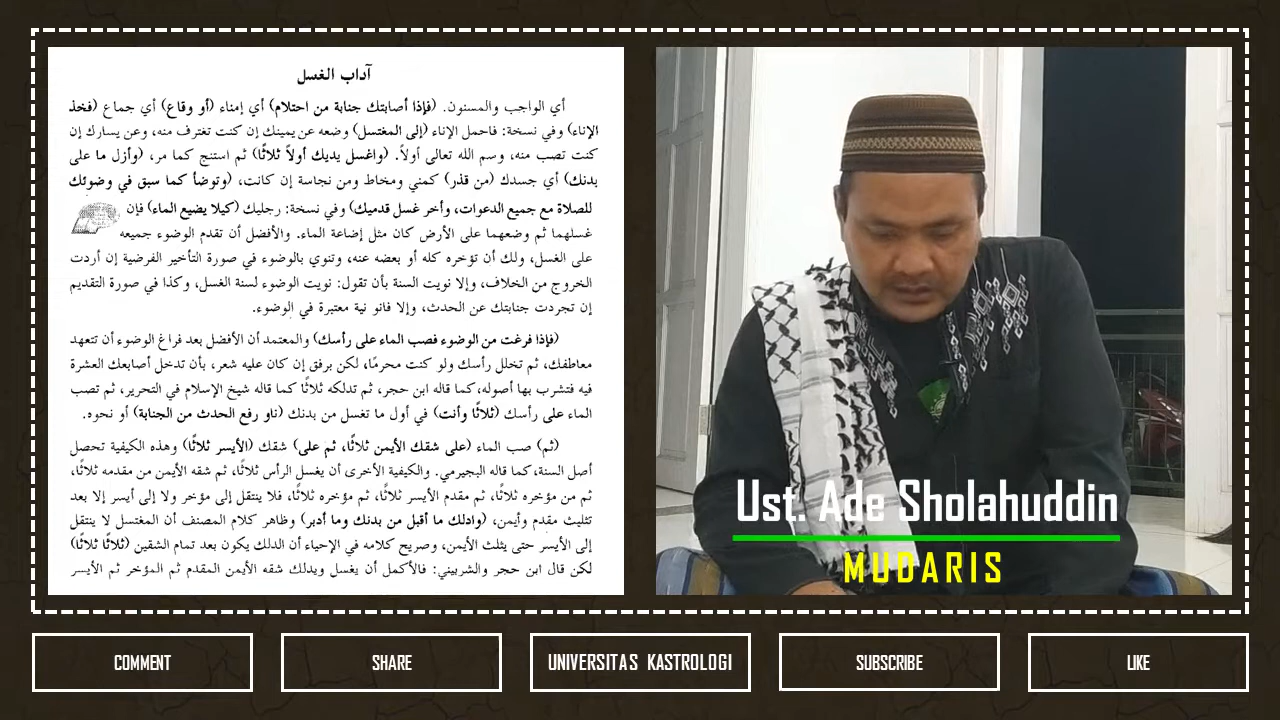 آداب الغسل
أي الواجب والمسنون. (فإذا أصابتك جنابة من احتلام) أي إمناء (أو وقاع) أي جماع (فخذ
الإناء) وفي نسخة: فاحمل الإناء (إلى المغتسل) وضعه عن يمينك إن كنت تغترف منه، وعن يسارك إن
كنت تصب منه، وسم الله تعالى أولاً. (واغسل يديك أولاً ثلاثًا) ثم استنج كما مر، (وأزل ما على
بدنك) أي جسدك (من قذر) كمني ومخاط ومن نجاسة إن كانت، (وتوضأ كما سبق في وضوئك
للصلاة مع جميع الدعوات، وأخر غسل قدميك) وفي نسخة: رجليك (كيلا يضيع الماء) فإن
غسلهما ثم وضعهما على الأرض كان مثل إضاعة الماء. والأفضل أن تقدم الوضوء جميعه
على الغسل، ولك أن تؤخره كله أو بعضه عنه، وتنوي بالوضوء في صورة التأخير الفرضية إن أردت
الخروج من الخلاف، وإلا نويت السنة بأن تقول: نويت الوضوء لسنة الغسل، وكذا في صورة التقديم
إن تجردت جنابتك عن الحدث، وإلا فانو نية معتبرة في الوضوء.
(فإذا فرغت من الوضوء فصب الماء على رأسك) والمعتمد أن الأفضل بعد فراغ الوضوء أن تتعهد
معاطفك، ثم تخلل رأسك ولو كنت محرمًا، لكن برفق إن كان عليه شعر، بأن تدخل أصابعك العشرة
فيه فتشرب بها أصوله، كما قاله ابن حجر، ثم تدلكه ثلاثًا كما قاله شيخ الإسلام في التحرير، ثم تصب
الماء على رأسك (ثلاثًا وأنت) في أول ما تغسل من بدنك (ناو رفع الحدث من الجنابة) أو نحوه.
(ثم) صب الماء (على شقك الأيمن ثلاثًا، ثم على) شقك (الأيسر ثلاثًا) وهذه الكيفية تحصل
أصل السنة، كما قاله البجيرمي. والكيفية الأخرى أن يغسل الرأس ثلاثًا، ثم شقه الأيمن من مقدمه ثلاثًا،
ثم من مؤخره ثلاثًا، ثم مقدم الأيسر ثلاثًا، ثم مؤخره ثلاثًا، فلا ينتقل إلى مؤخر ولا إلى أيسر إلا بعد
تثليث مقدم وأيمن، (وادلك ما أقبل من بدنك وما أدبر) وظاهر كلام المصنف أن المغتسل لا ينتقل
إلى الأيسر حتى يثلث الأيمن، وصريح كلامه في الإحياء أن الدلك يكون بعد تمام الشقين (ثلاثًا ثلاثًا)
لكن قال ابن حجر والشربيني: فالأكمل أن يغسل ويدلك شقه الأيمن المقدم ثم المؤخر ثم الأيسر
Ust. Ade Sholahuddin
MUDARIS
COMMENT
SHARE
UNIVERSITAS KASTROLOGI
SUBSCRIBE
LIKE